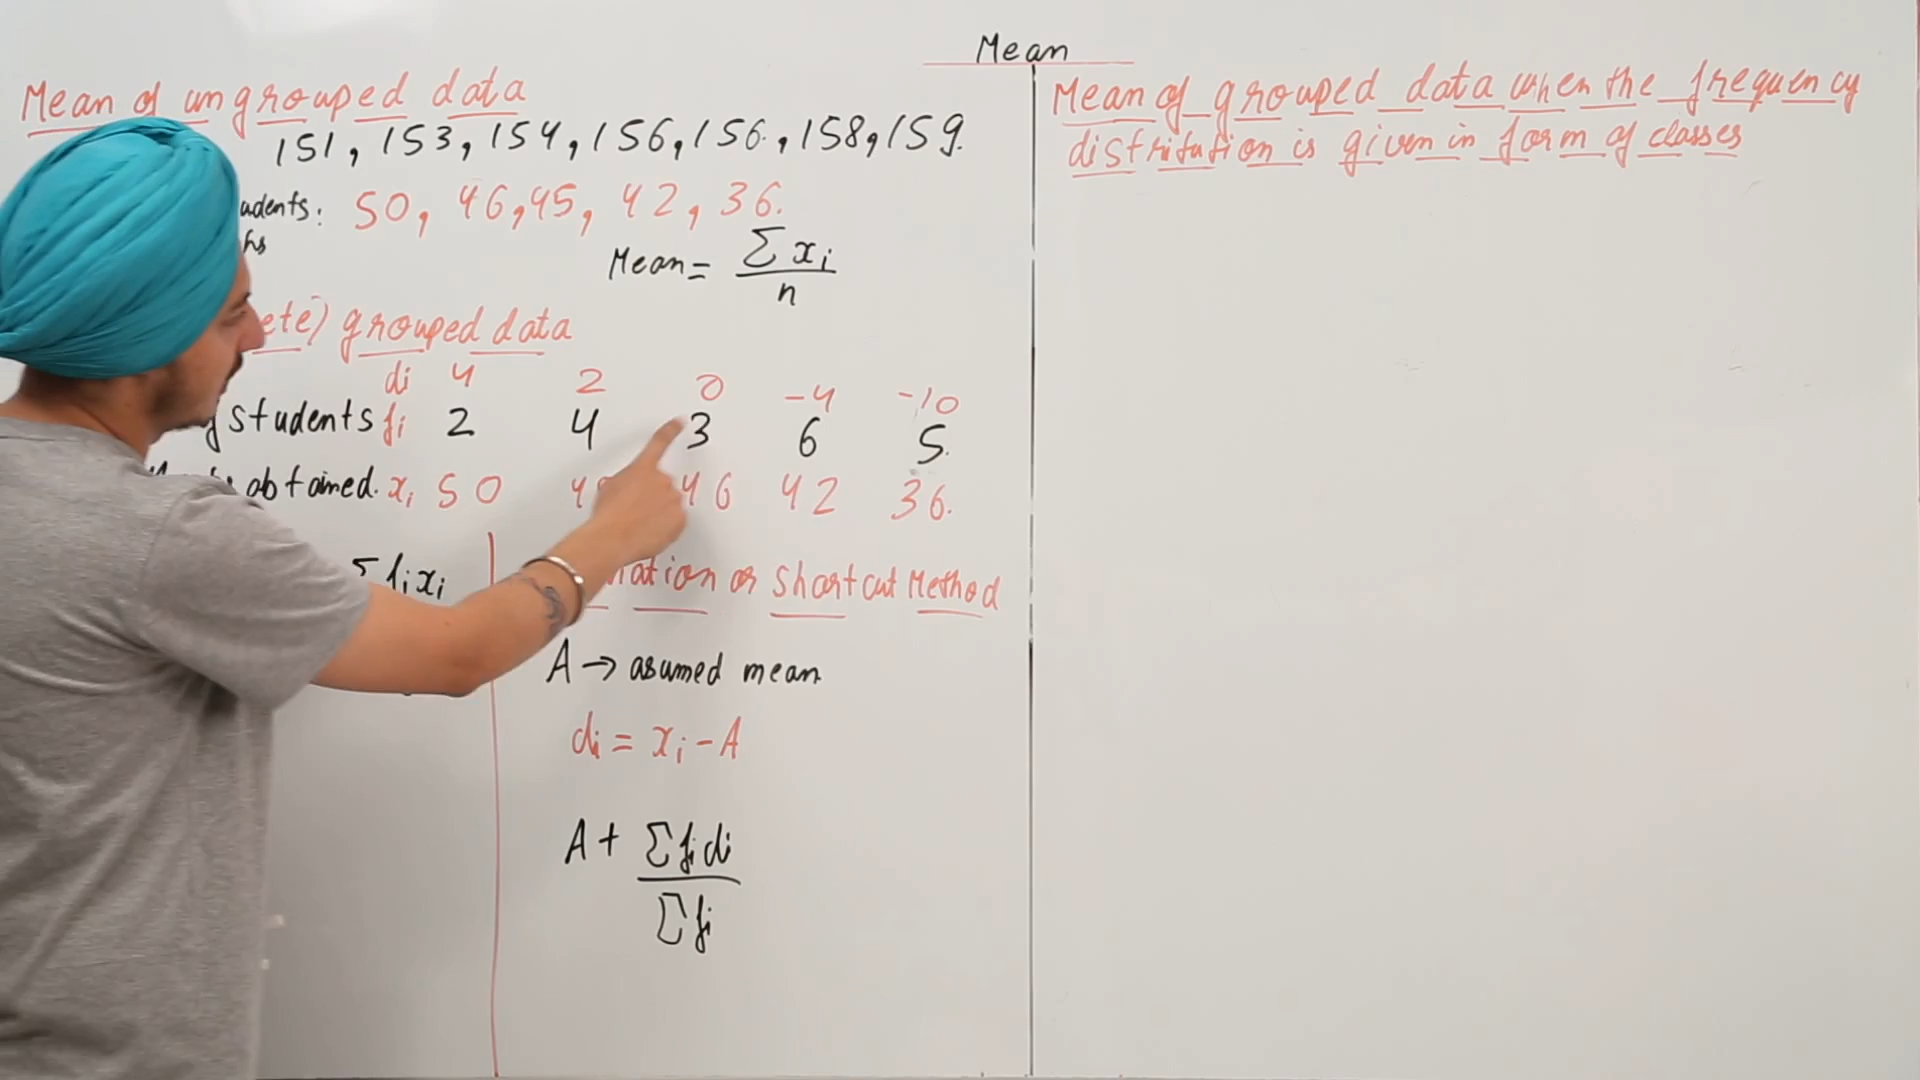 Mean
Mean of ungrouped data
151, 153, 154, 156, 156, 158, 159.
50, 46, 45, 42, 36.
Mean = Σxi / n
grouped data
di 4 2 0 -4 -10
students fi 2 4 3 6 5.
obtained. xi 50 46 42 36.
Σfixi
or Shortcut Method
A → asumed mean
di = xi - A
A + Σfidi / Σfi
Mean of grouped data when the frequency
distritution is given in form of classes